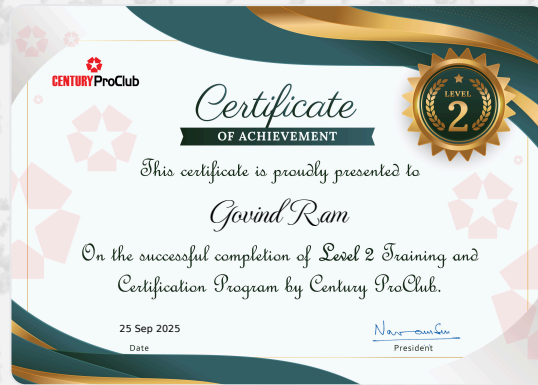 CENTURY ProClub
LEVEL
2
Certificate
OF ACHIEVEMENT
This certificate is proudly presented to
Govind Ram
On the successful completion of Level 2 Training and
Certification Program by Century ProClub.
25 Sep 2025
Date
President